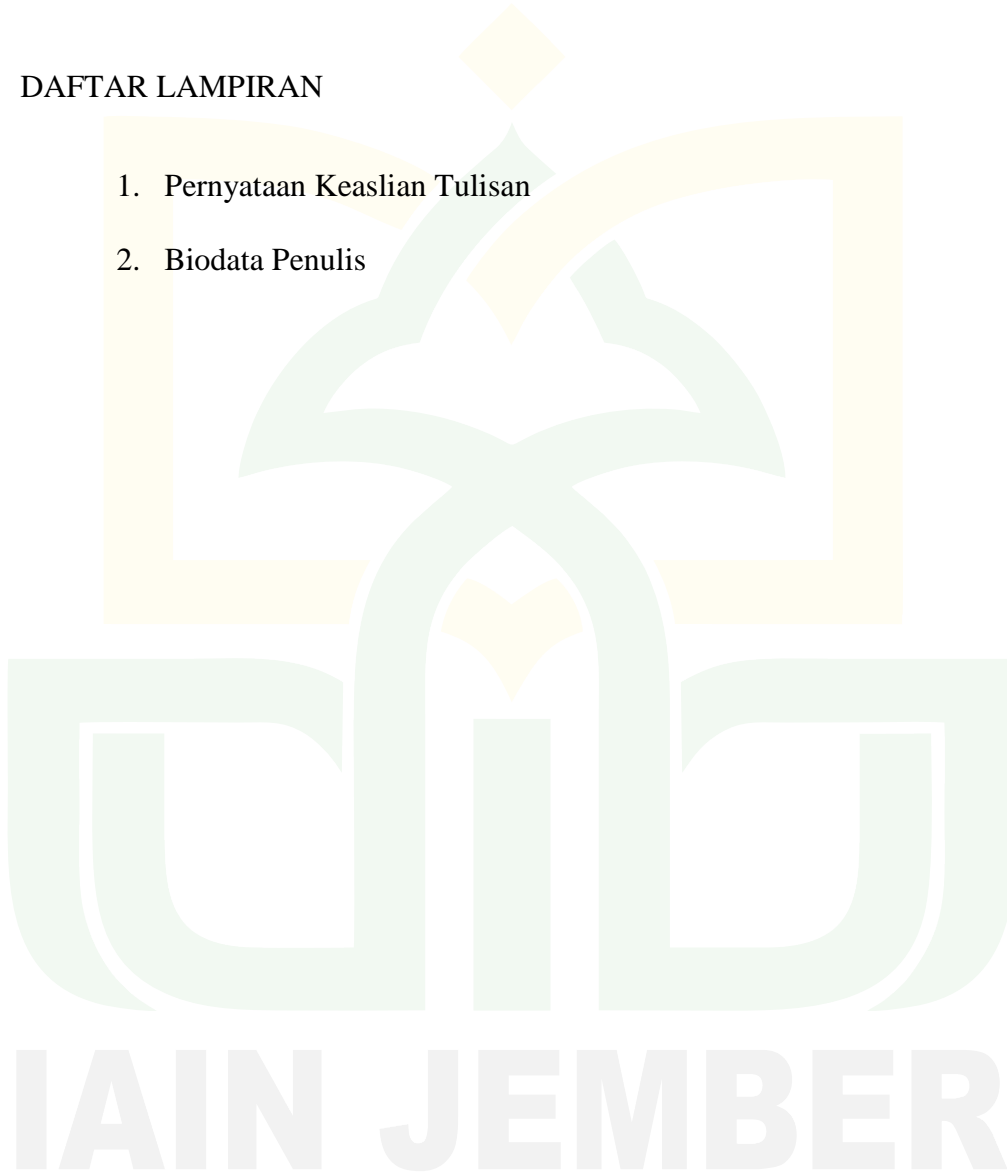 DAFTAR LAMPIRAN
1. Pernyataan Keaslian Tulisan
2. Biodata Penulis
IAIN JEMBER